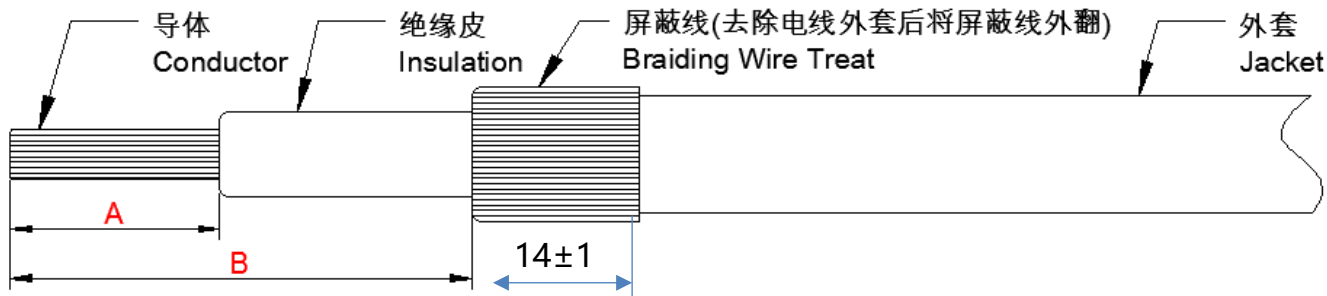 导体
Conductor
绝缘皮
Insulation
屏蔽线(去除电线外套后将屏蔽线外翻)
Braiding Wire Treat
外套
Jacket
A
B
14±1